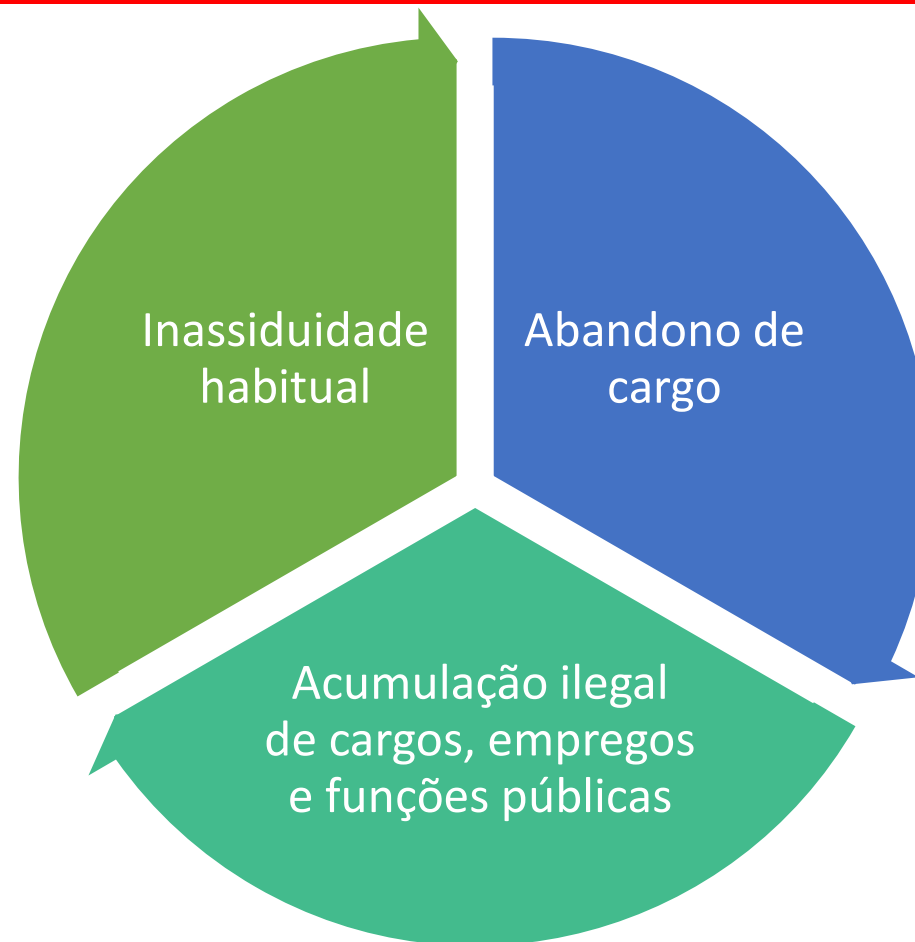 Inassiduidade
habitual
Abandono de
cargo
Acumulação ilegal
de cargos, empregos
e funções públicas